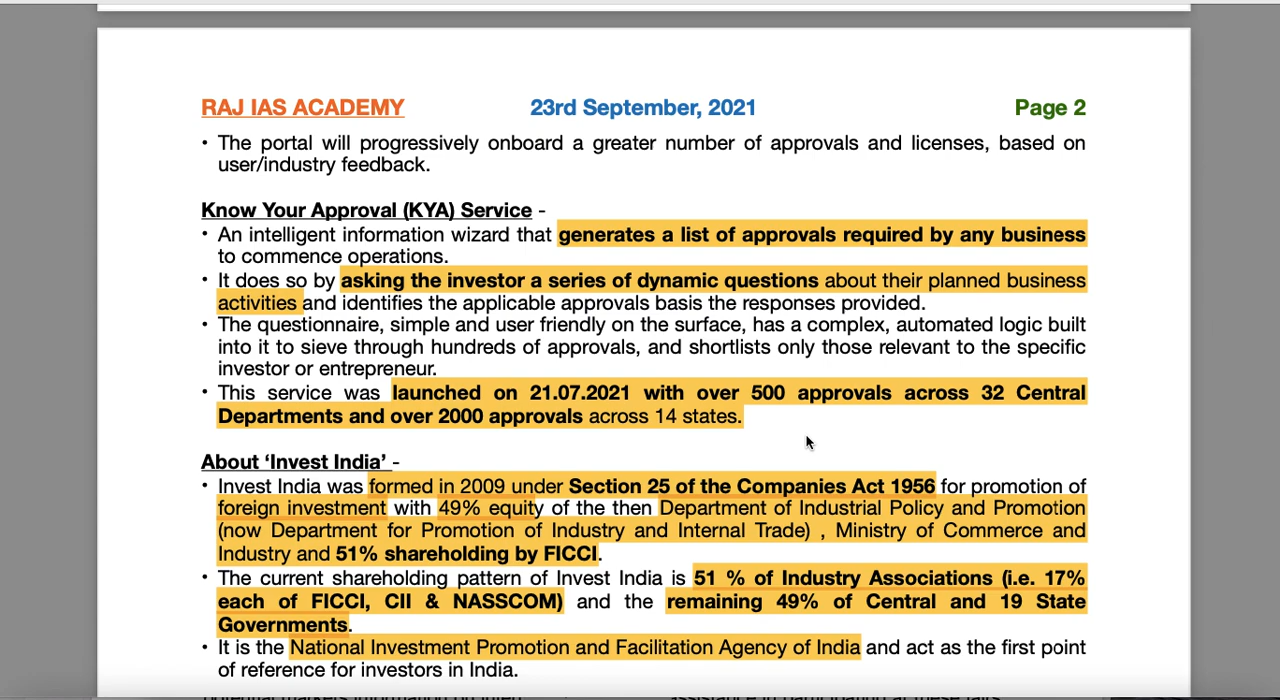 RAJ IAS ACADEMY 23rd September, 2021 Page 2
• The portal will progressively onboard a greater number of approvals and licenses, based on
user/industry feedback.
Know Your Approval (KYA) Service -
• An intelligent information wizard that generates a list of approvals required by any business
to commence operations.
• It does so by asking the investor a series of dynamic questions about their planned business
activities and identifies the applicable approvals basis the responses provided.
• The questionnaire, simple and user friendly on the surface, has a complex, automated logic built
into it to sieve through hundreds of approvals, and shortlists only those relevant to the specific
investor or entrepreneur.
• This service was launched on 21.07.2021 with over 500 approvals across 32 Central
Departments and over 2000 approvals across 14 states.
About ‘Invest India’ -
• Invest India was formed in 2009 under Section 25 of the Companies Act 1956 for promotion of
foreign investment with 49% equity of the then Department of Industrial Policy and Promotion
(now Department for Promotion of Industry and Internal Trade) , Ministry of Commerce and
Industry and 51% shareholding by FICCI.
• The current shareholding pattern of Invest India is 51 % of Industry Associations (i.e. 17%
each of FICCI, CII & NASSCOM) and the remaining 49% of Central and 19 State
Governments.
• It is the National Investment Promotion and Facilitation Agency of India and act as the first point
of reference for investors in India.